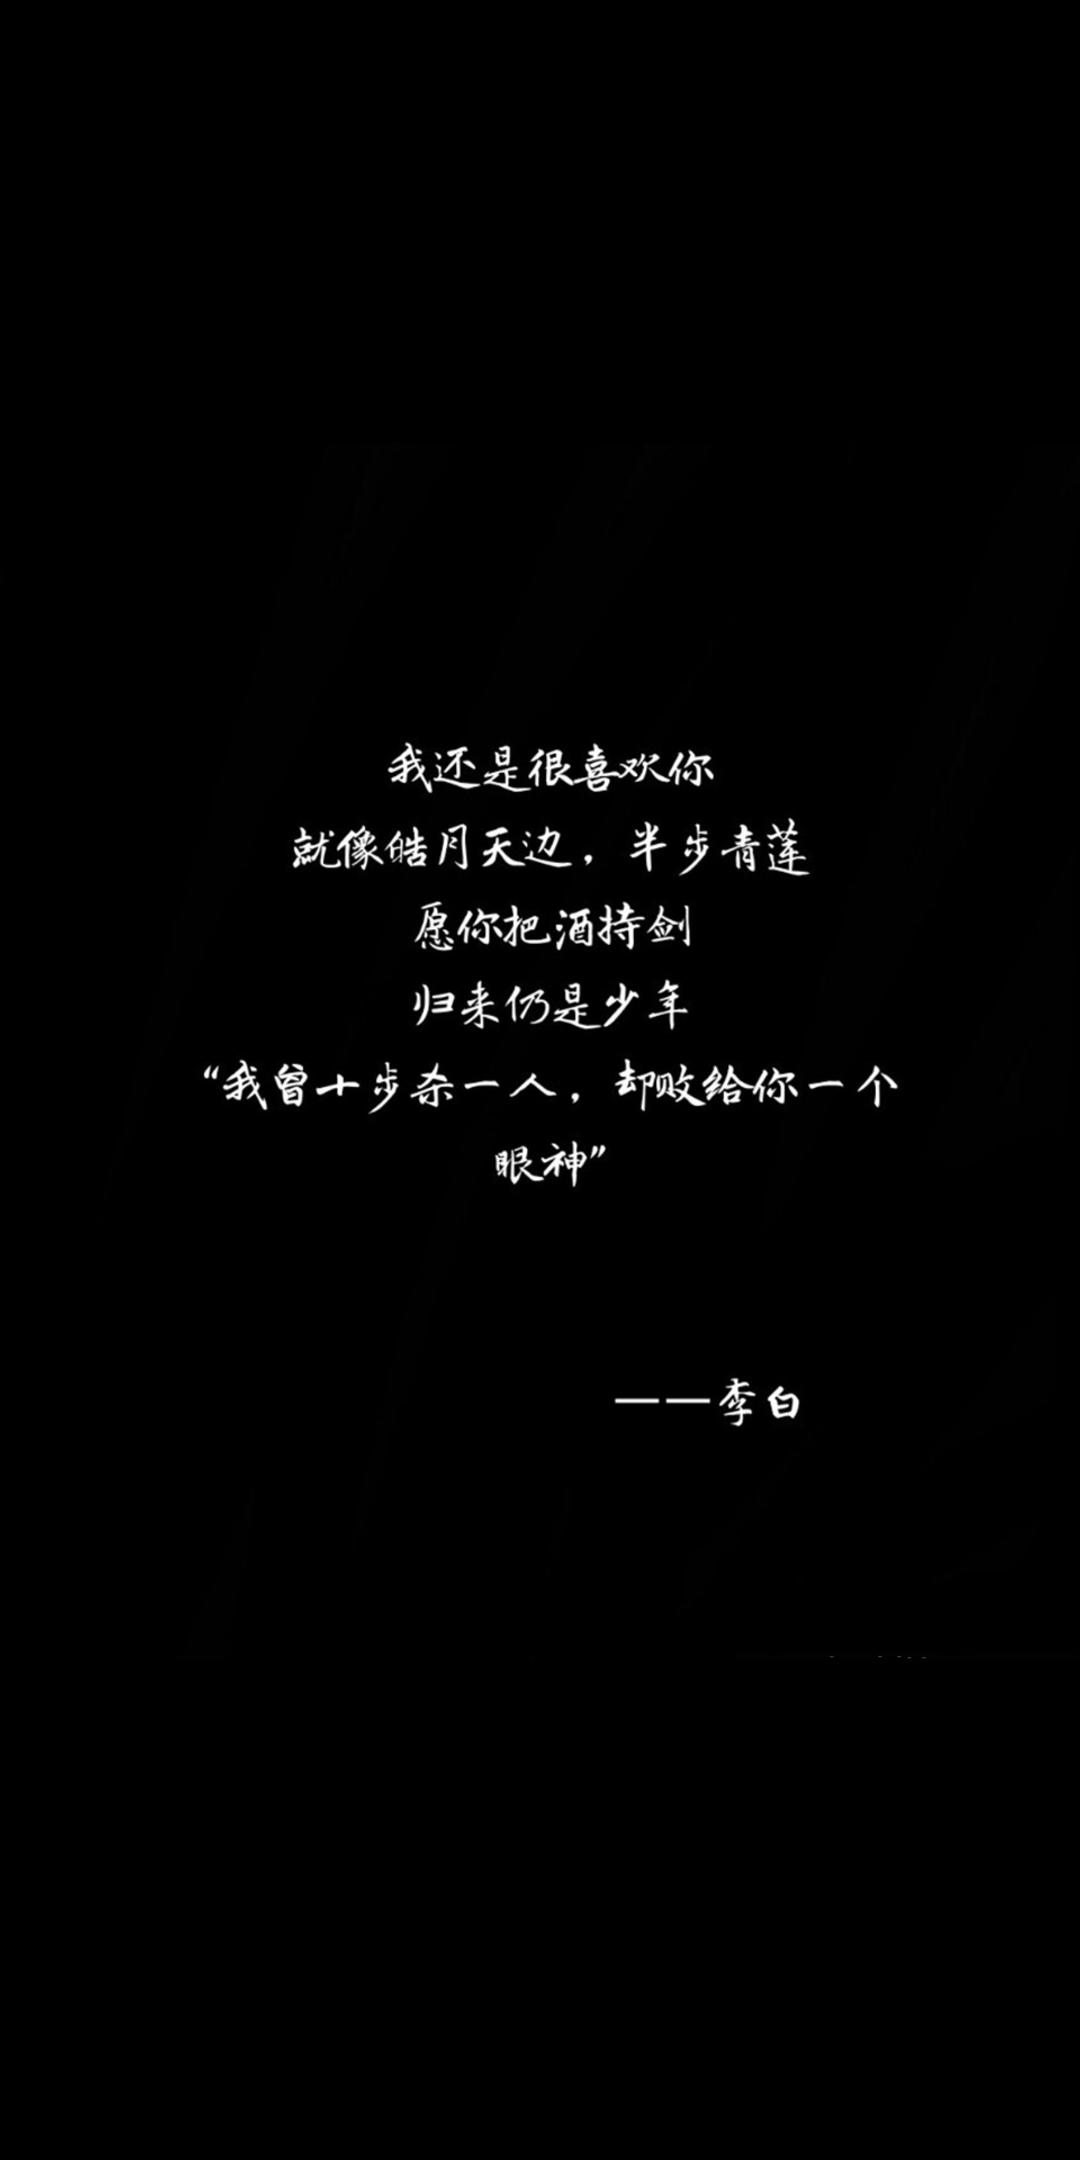 我还是很喜欢你
就像皓月天边，半步青莲
愿你把酒持剑
归来仍是少年
“我曾十步杀一人，却败给你一个
眼神”
——李白